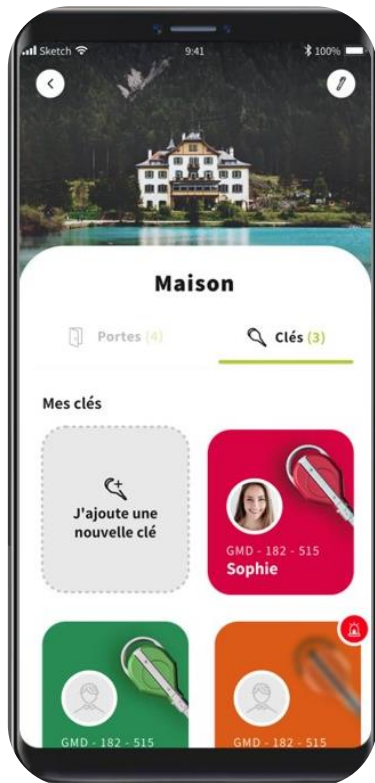 Sketch 9:41 100%
Maison
Portes (4) Clés (3)
Mes clés
J'ajoute une
nouvelle clé
GMD - 182 - 515
Sophie
GMD - 182 - 515 GMD - 182 - 515